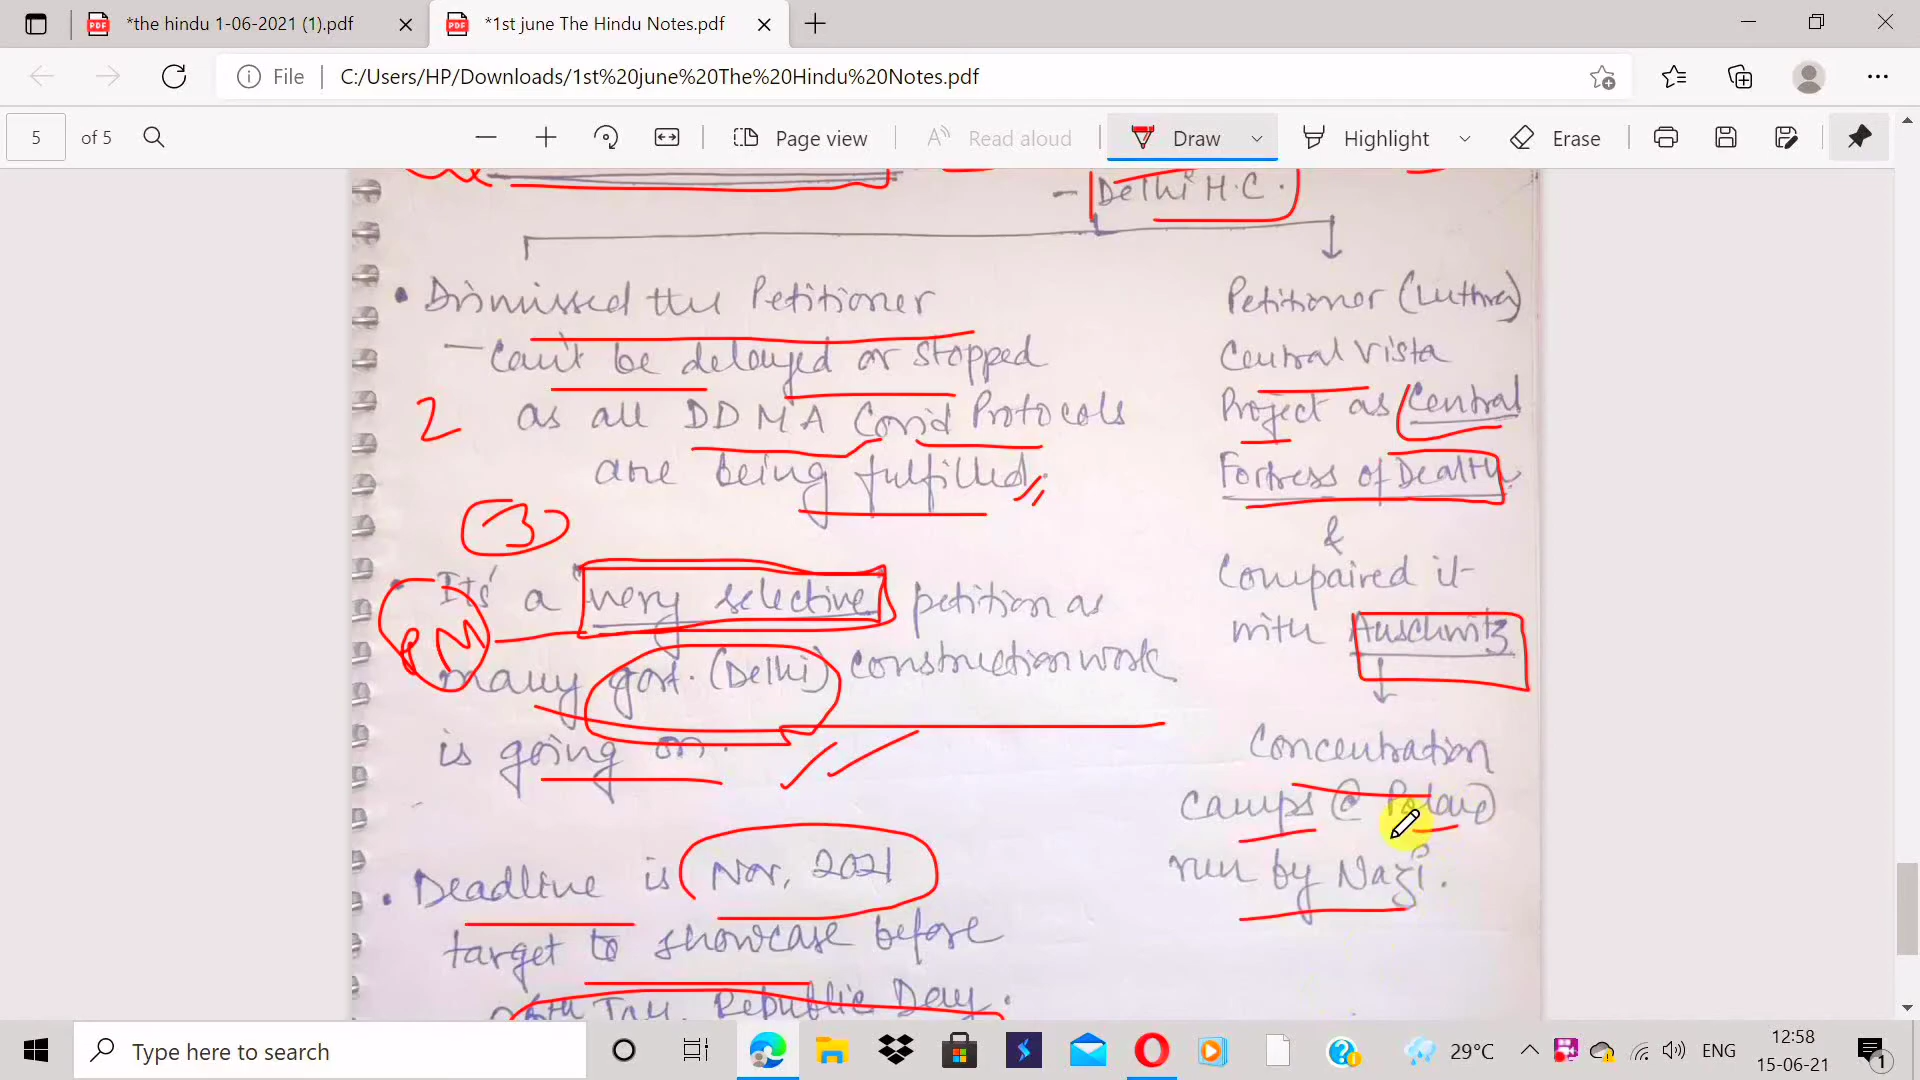 *the hindu 1-06-2021 (1).pdf
*1st june The Hindu Notes.pdf
File
C:/Users/HP/Downloads/1st%20june%20The%20Hindu%20Notes.pdf
5 of 5
Page view
Read aloud
Draw
Highlight
Erase
- Delhi H.C.
• Dismissed the Petitioner
- Can't be delayed or stopped
2 as all DDMA Covid Protocols
are being fulfilled
3
• It's a very selective petition as
PM
many govt. (Delhi) construction work
is going on.
• Deadline is Nov, 2021
target to showcase before
26th Jan. Republic Day.
Petitioner (Luthra)
Central Vista
Project as Central
Fortress of Death
&
Compaired it
with Auschwitz
Concentration
Camps @ Poland
run by Nazi.
Type here to search
29°C
ENG
12:58
15-06-21
1